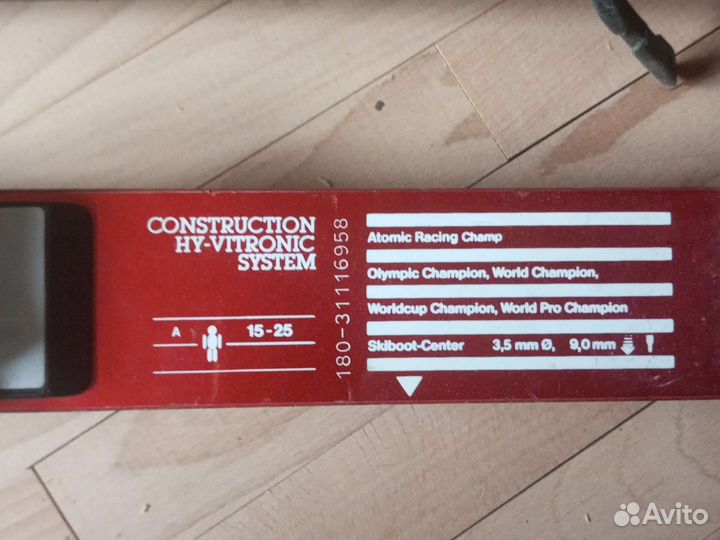 CONSTRUCTION
HY-VITRONIC
SYSTEM
A 15-25
180-31116958
Atomic Racing Champ
Olympic Champion, World Champion,
Worldcup Champion, World Pro Champion
Skiboot-Center 3,5 mm Ø, 9,0 mm
Avito